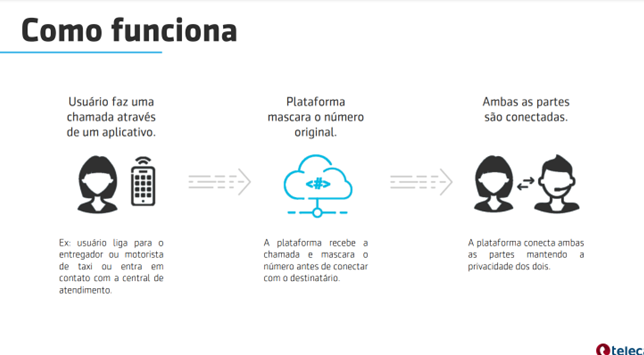 Como funciona
Usuário faz uma
chamada através
de um aplicativo.
Plataforma
mascara o número
original.
Ambas as partes
são conectadas.
<#>
Ex: usuário liga para o
entregador ou motorista
de taxi ou entra em
contato com a central de
atendimento.
A plataforma recebe a
chamada e mascara o
número antes de conectar
com o destinatário.
A plataforma conecta ambas
as partes mantendo a
privacidade dos dois.
telec